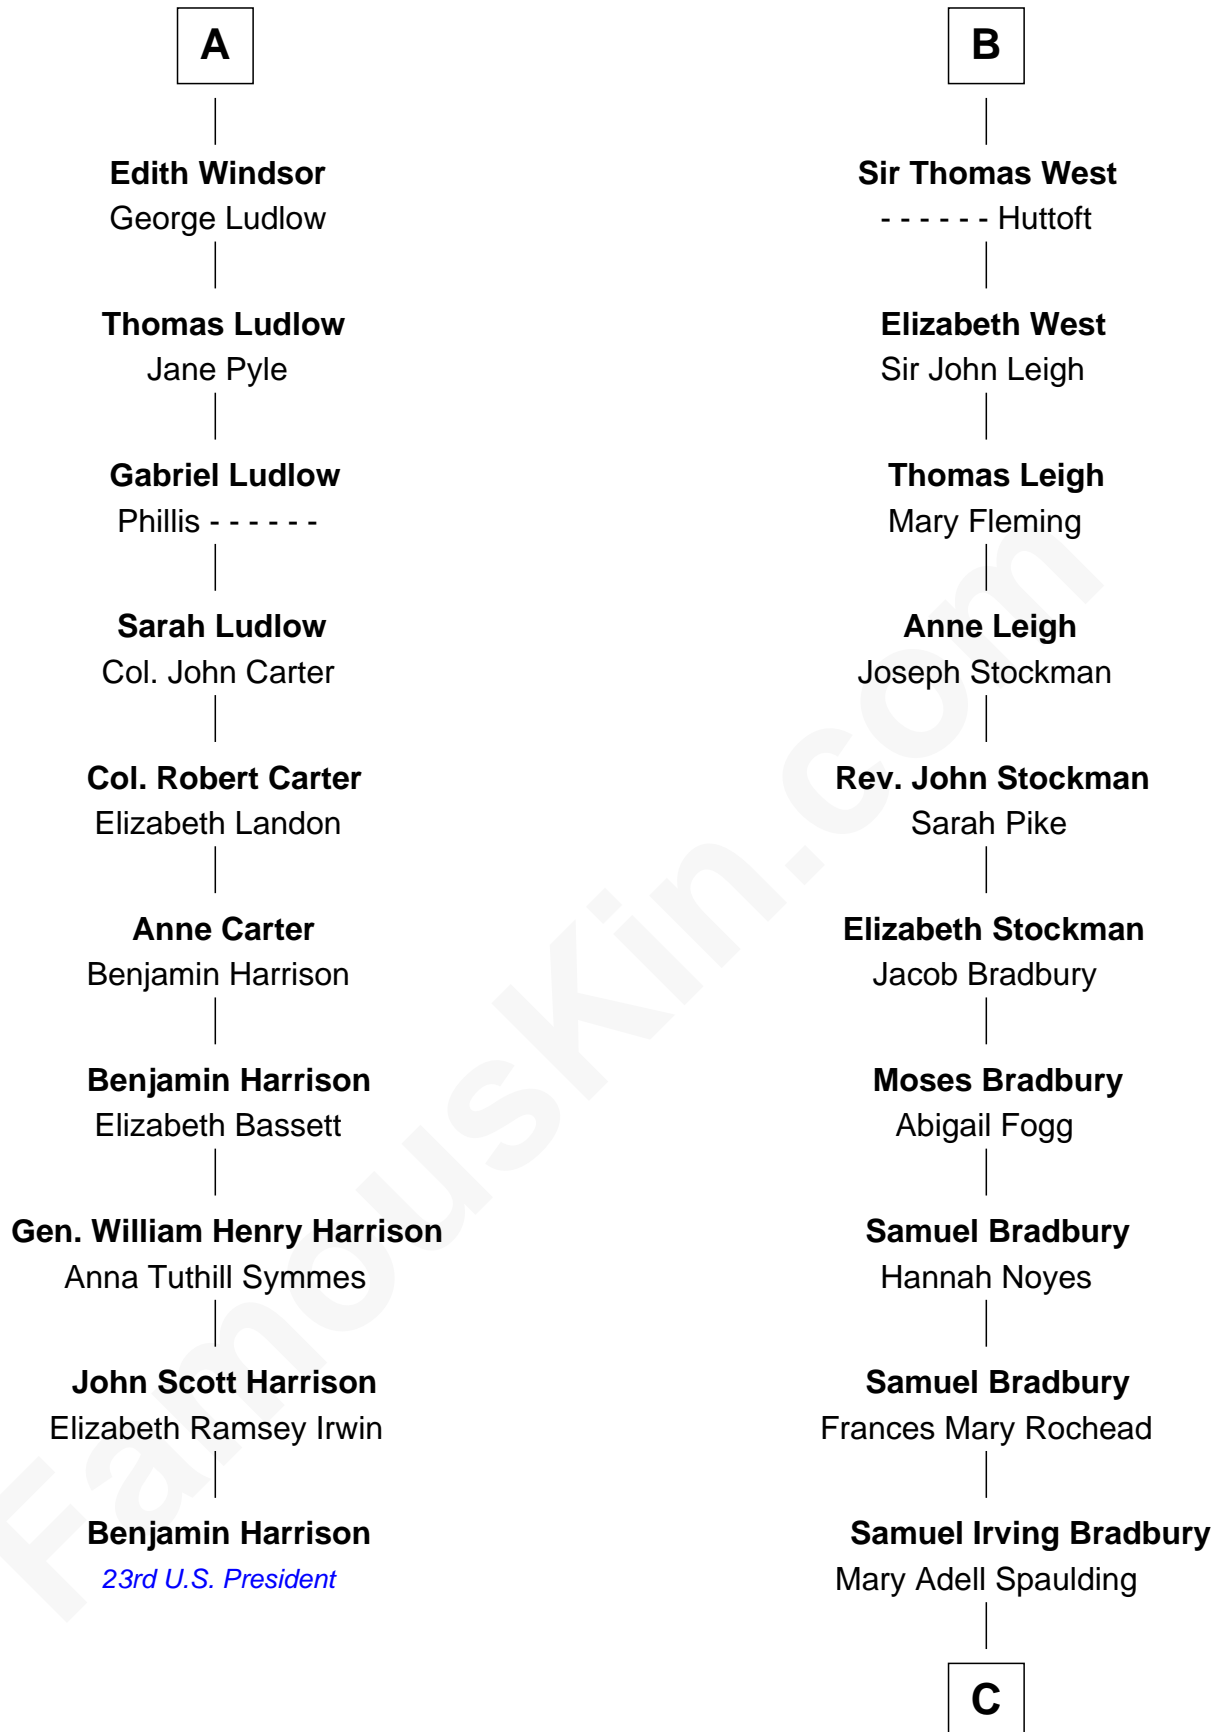 A
Edith Windsor
George Ludlow
Thomas Ludlow
Jane Pyle
Gabriel Ludlow
Phillis - - - - - -
Sarah Ludlow
Col. John Carter
Col. Robert Carter
Elizabeth Landon
Anne Carter
Benjamin Harrison
Benjamin Harrison
Elizabeth Bassett
Gen. William Henry Harrison
Anna Tuthill Symmes
John Scott Harrison
Elizabeth Ramsey Irwin
Benjamin Harrison
23rd U.S. President
B
Sir Thomas West
- - - - - - Huttoft
Elizabeth West
Sir John Leigh
Thomas Leigh
Mary Fleming
Anne Leigh
Joseph Stockman
Rev. John Stockman
Sarah Pike
Elizabeth Stockman
Jacob Bradbury
Moses Bradbury
Abigail Fogg
Samuel Bradbury
Hannah Noyes
Samuel Bradbury
Frances Mary Rochead
Samuel Irving Bradbury
Mary Adell Spaulding
C
FamousKin.com